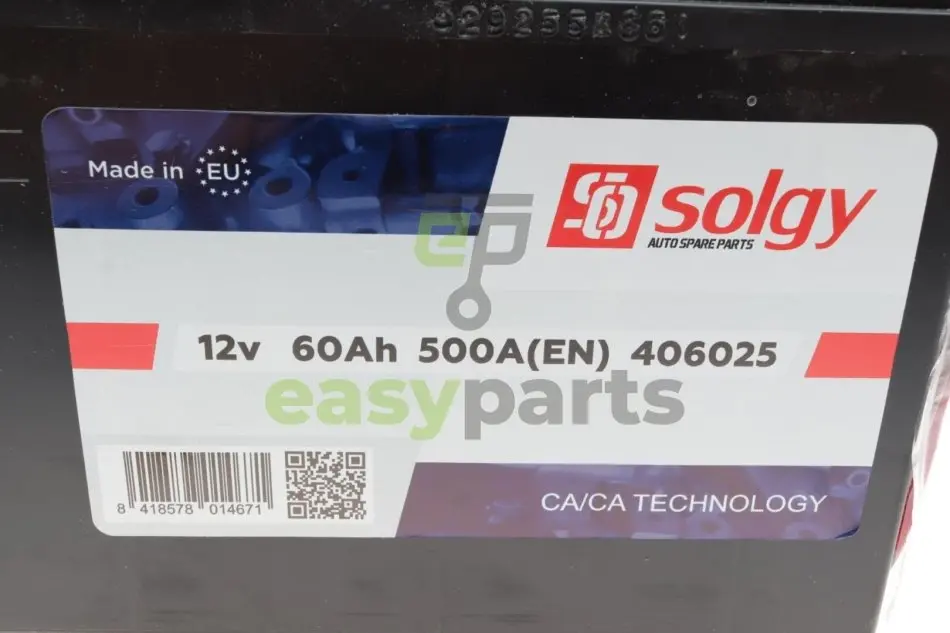 Made in EU
solgy
AUTO SPARE PARTS
ep
12v 60Ah 500A(EN) 406025
easyparts
8 418578 014671
CA/CA TECHNOLOGY